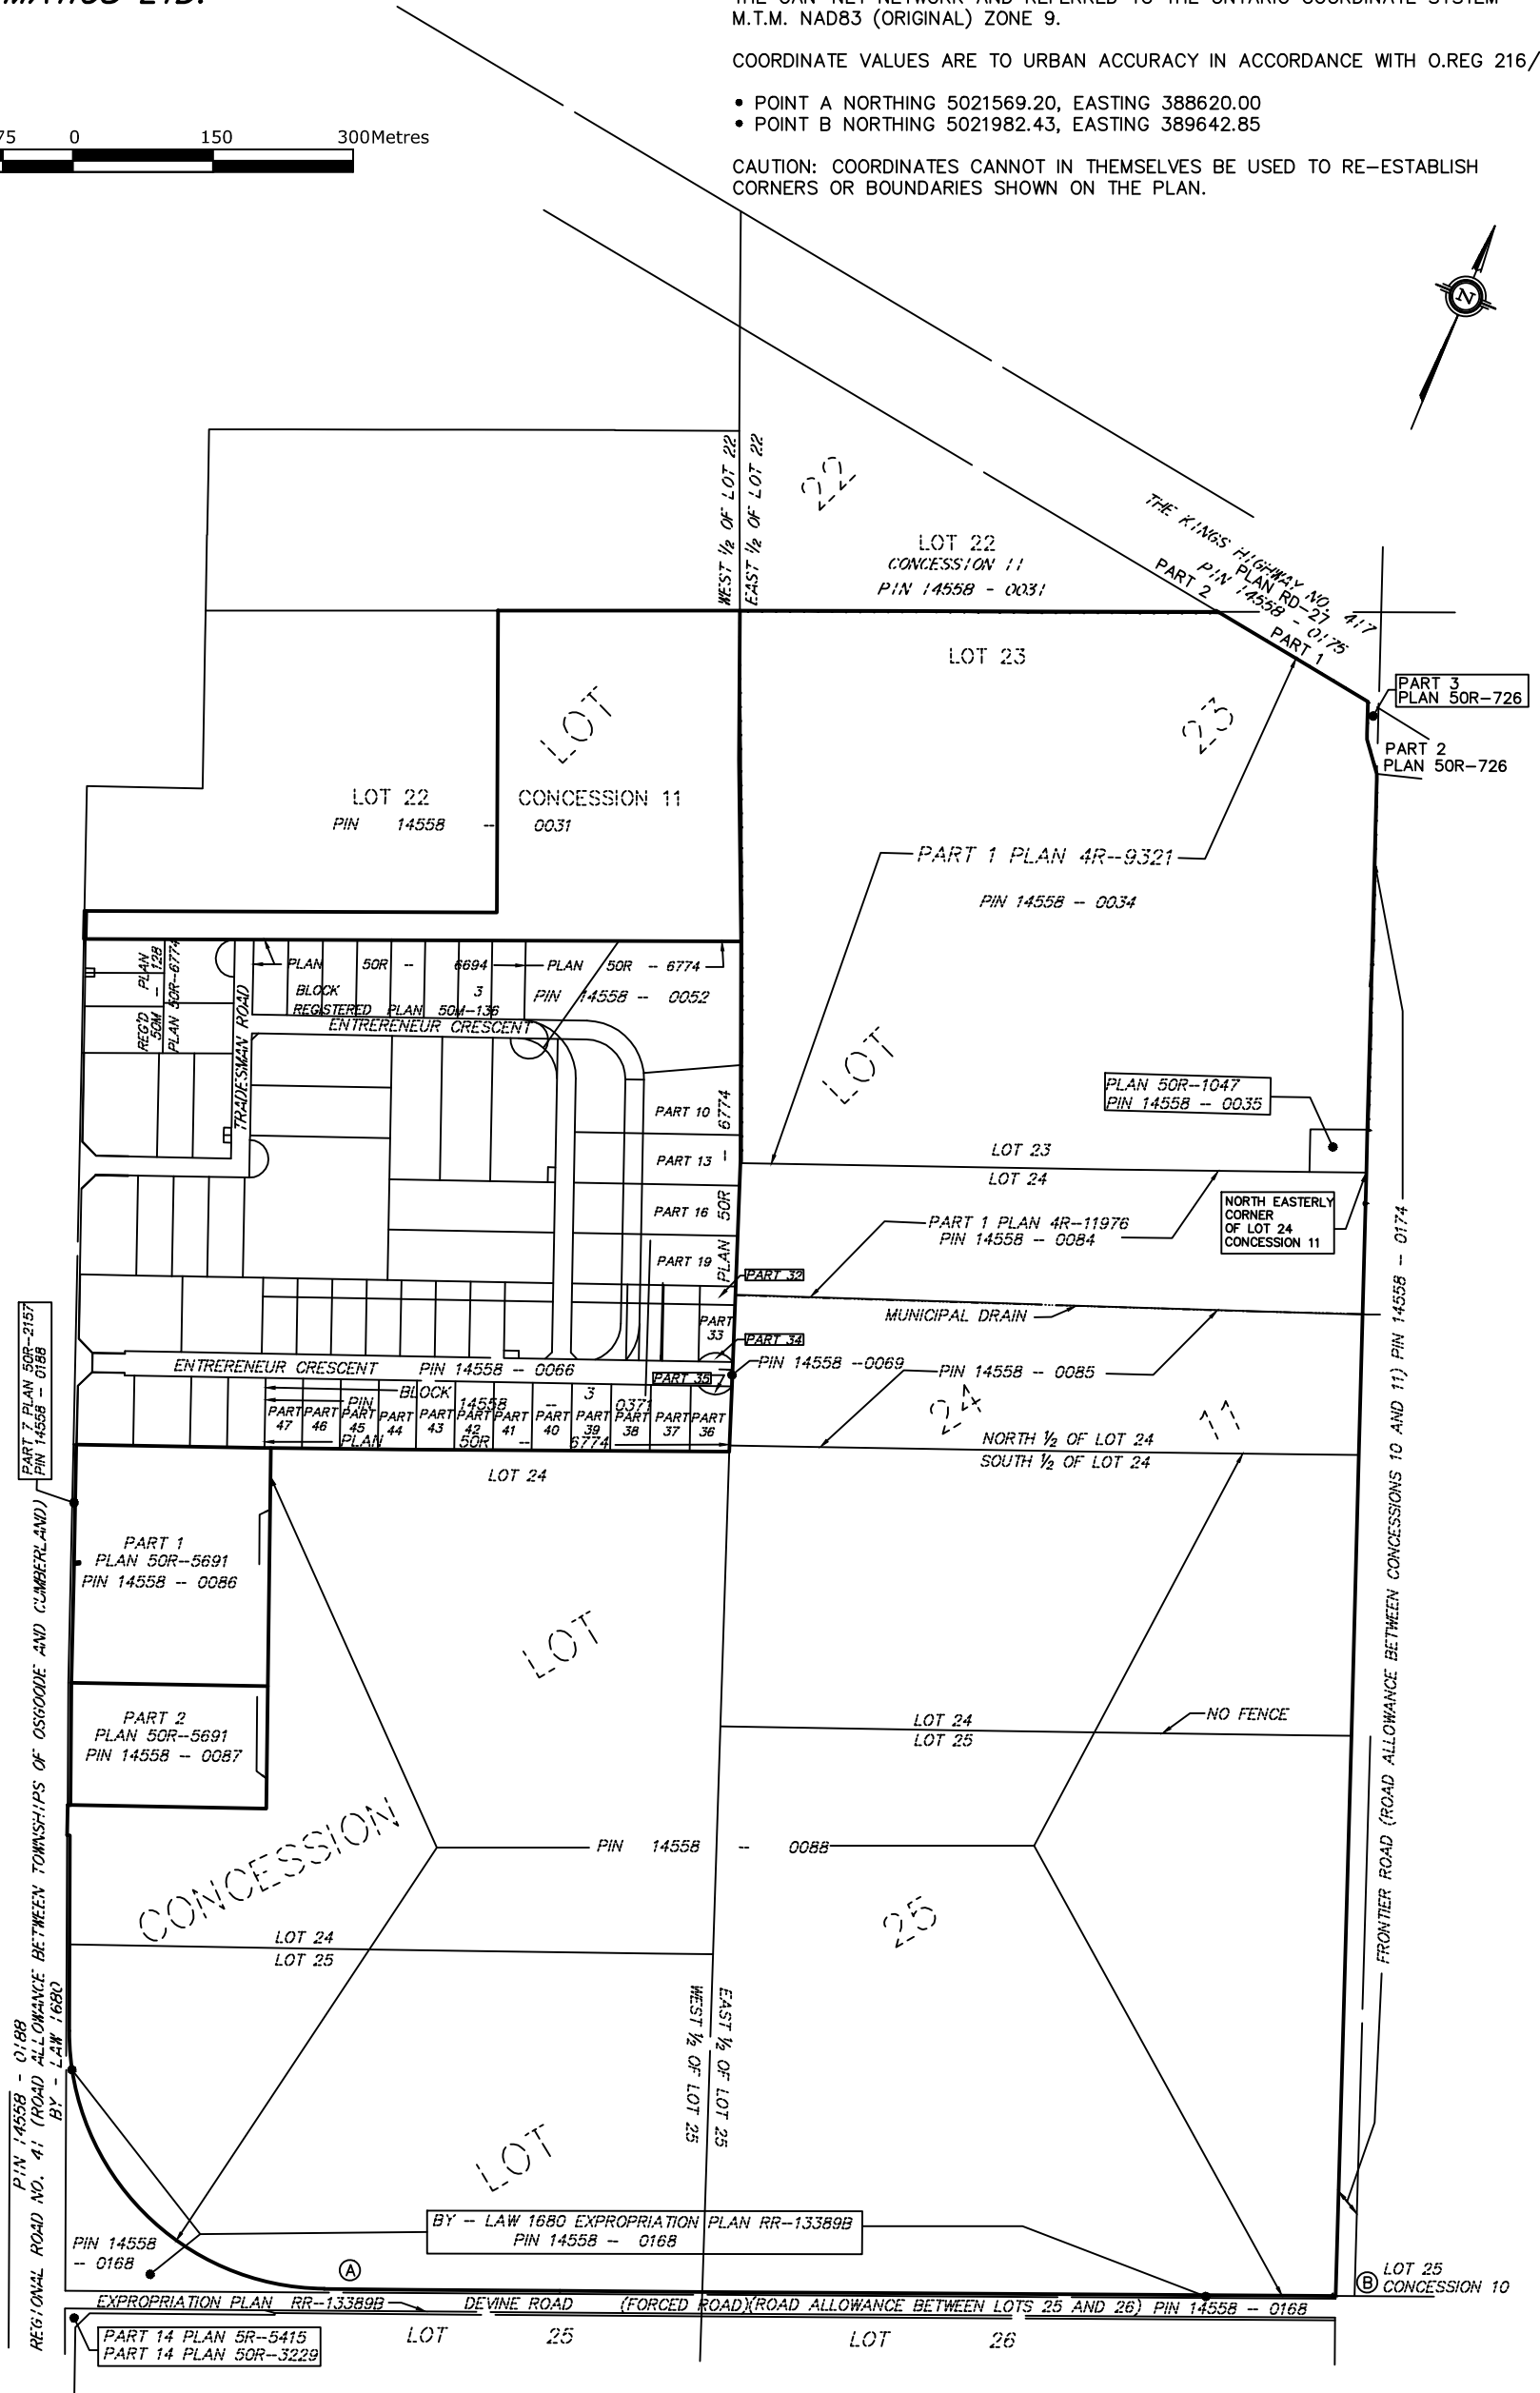 M.T.M. NAD83 (ORIGINAL) ZONE 9.
COORDINATE VALUES ARE TO URBAN ACCURACY IN ACCORDANCE WITH O.REG 216/
• POINT A NORTHING 5021569.20, EASTING 388620.00
• POINT B NORTHING 5021982.43, EASTING 389642.85
CAUTION: COORDINATES CANNOT IN THEMSELVES BE USED TO RE-ESTABLISH
CORNERS OR BOUNDARIES SHOWN ON THE PLAN.
75 0 150 300Metres
N
WEST ½ OF LOT 22
EAST ½ OF LOT 22
22
LOT 22
CONCESSION 11
PIN 14558 - 0031
THE KINGS HIGHWAY NO. 417
PIN 14558 - 0175
PLAN RD-27
PART 2
PART 1
LOT 23
PART 3
PLAN 50R-726
PART 2
PLAN 50R-726
LOT
23
LOT 22 CONCESSION 11
PIN 14558 -- 0031
PART 1 PLAN 4R--9321
PIN 14558 -- 0034
REG'D PLAN
50M - 128
PLAN 50R--6774
TRADESMAN ROAD
PLAN 50R -- 6694
PLAN 50R -- 6774
BLOCK 3
PIN 14558 -- 0052
REGISTERED PLAN 50M-136
ENTRERENEUR CRESCENT
LOT
PLAN 50R--1047
PIN 14558 -- 0035
PART 10
PART 13
PART 16
PART 19
PLAN 50R - 6774
LOT 23
LOT 24
PART 1 PLAN 4R--11976
PIN 14558 -- 0084
NORTH EASTERLY
CORNER
OF LOT 24
CONCESSION 11
PART 32
MUNICIPAL DRAIN
PART
33
PART 34
PART 35
PIN 14558 --0069
PIN 14558 -- 0085
ENTRERENEUR CRESCENT PIN 14558 -- 0066
BLOCK 3
PIN 14558 -- 0371
PART 47
PART 46
PART 45
PART 44
PART 43
PART 42
PART 41
PART 40
PART 39
PART 38
PART 37
PART 36
PLAN 50R -- 6774
24
11
NORTH ½ OF LOT 24
SOUTH ½ OF LOT 24
LOT 24
PART 7 PLAN 50R-2157
PIN 14558 - 0188
PART 1
PLAN 50R--5691
PIN 14558 -- 0086
LOT
PART 2
PLAN 50R--5691
PIN 14558 -- 0087
LOT 24
LOT 25
NO FENCE
CONCESSION
PIN 14558 -- 0088
25
LOT 24
LOT 25
WEST ½ OF LOT 25
EAST ½ OF LOT 25
FRONTIER ROAD (ROAD ALLOWANCE BETWEEN CONCESSIONS 10 AND 11) PIN 14558 -- 0174
PIN 14558 - 0188
REGIONAL ROAD NO. 41 (ROAD ALLOWANCE BETWEEN TOWNSHIPS OF OSGOODE AND CUMBERLAND)
BY - LAW 1680
LOT
BY -- LAW 1680 EXPROPRIATION PLAN RR--13389B
PIN 14558 -- 0168
PIN 14558
-- 0168
A
B
LOT 25
CONCESSION 10
EXPROPRIATION PLAN RR--13389B DEVINE ROAD (FORCED ROAD)(ROAD ALLOWANCE BETWEEN LOTS 25 AND 26) PIN 14558 -- 0168
PART 14 PLAN 5R--5415
PART 14 PLAN 50R--3229
LOT 25
LOT 26